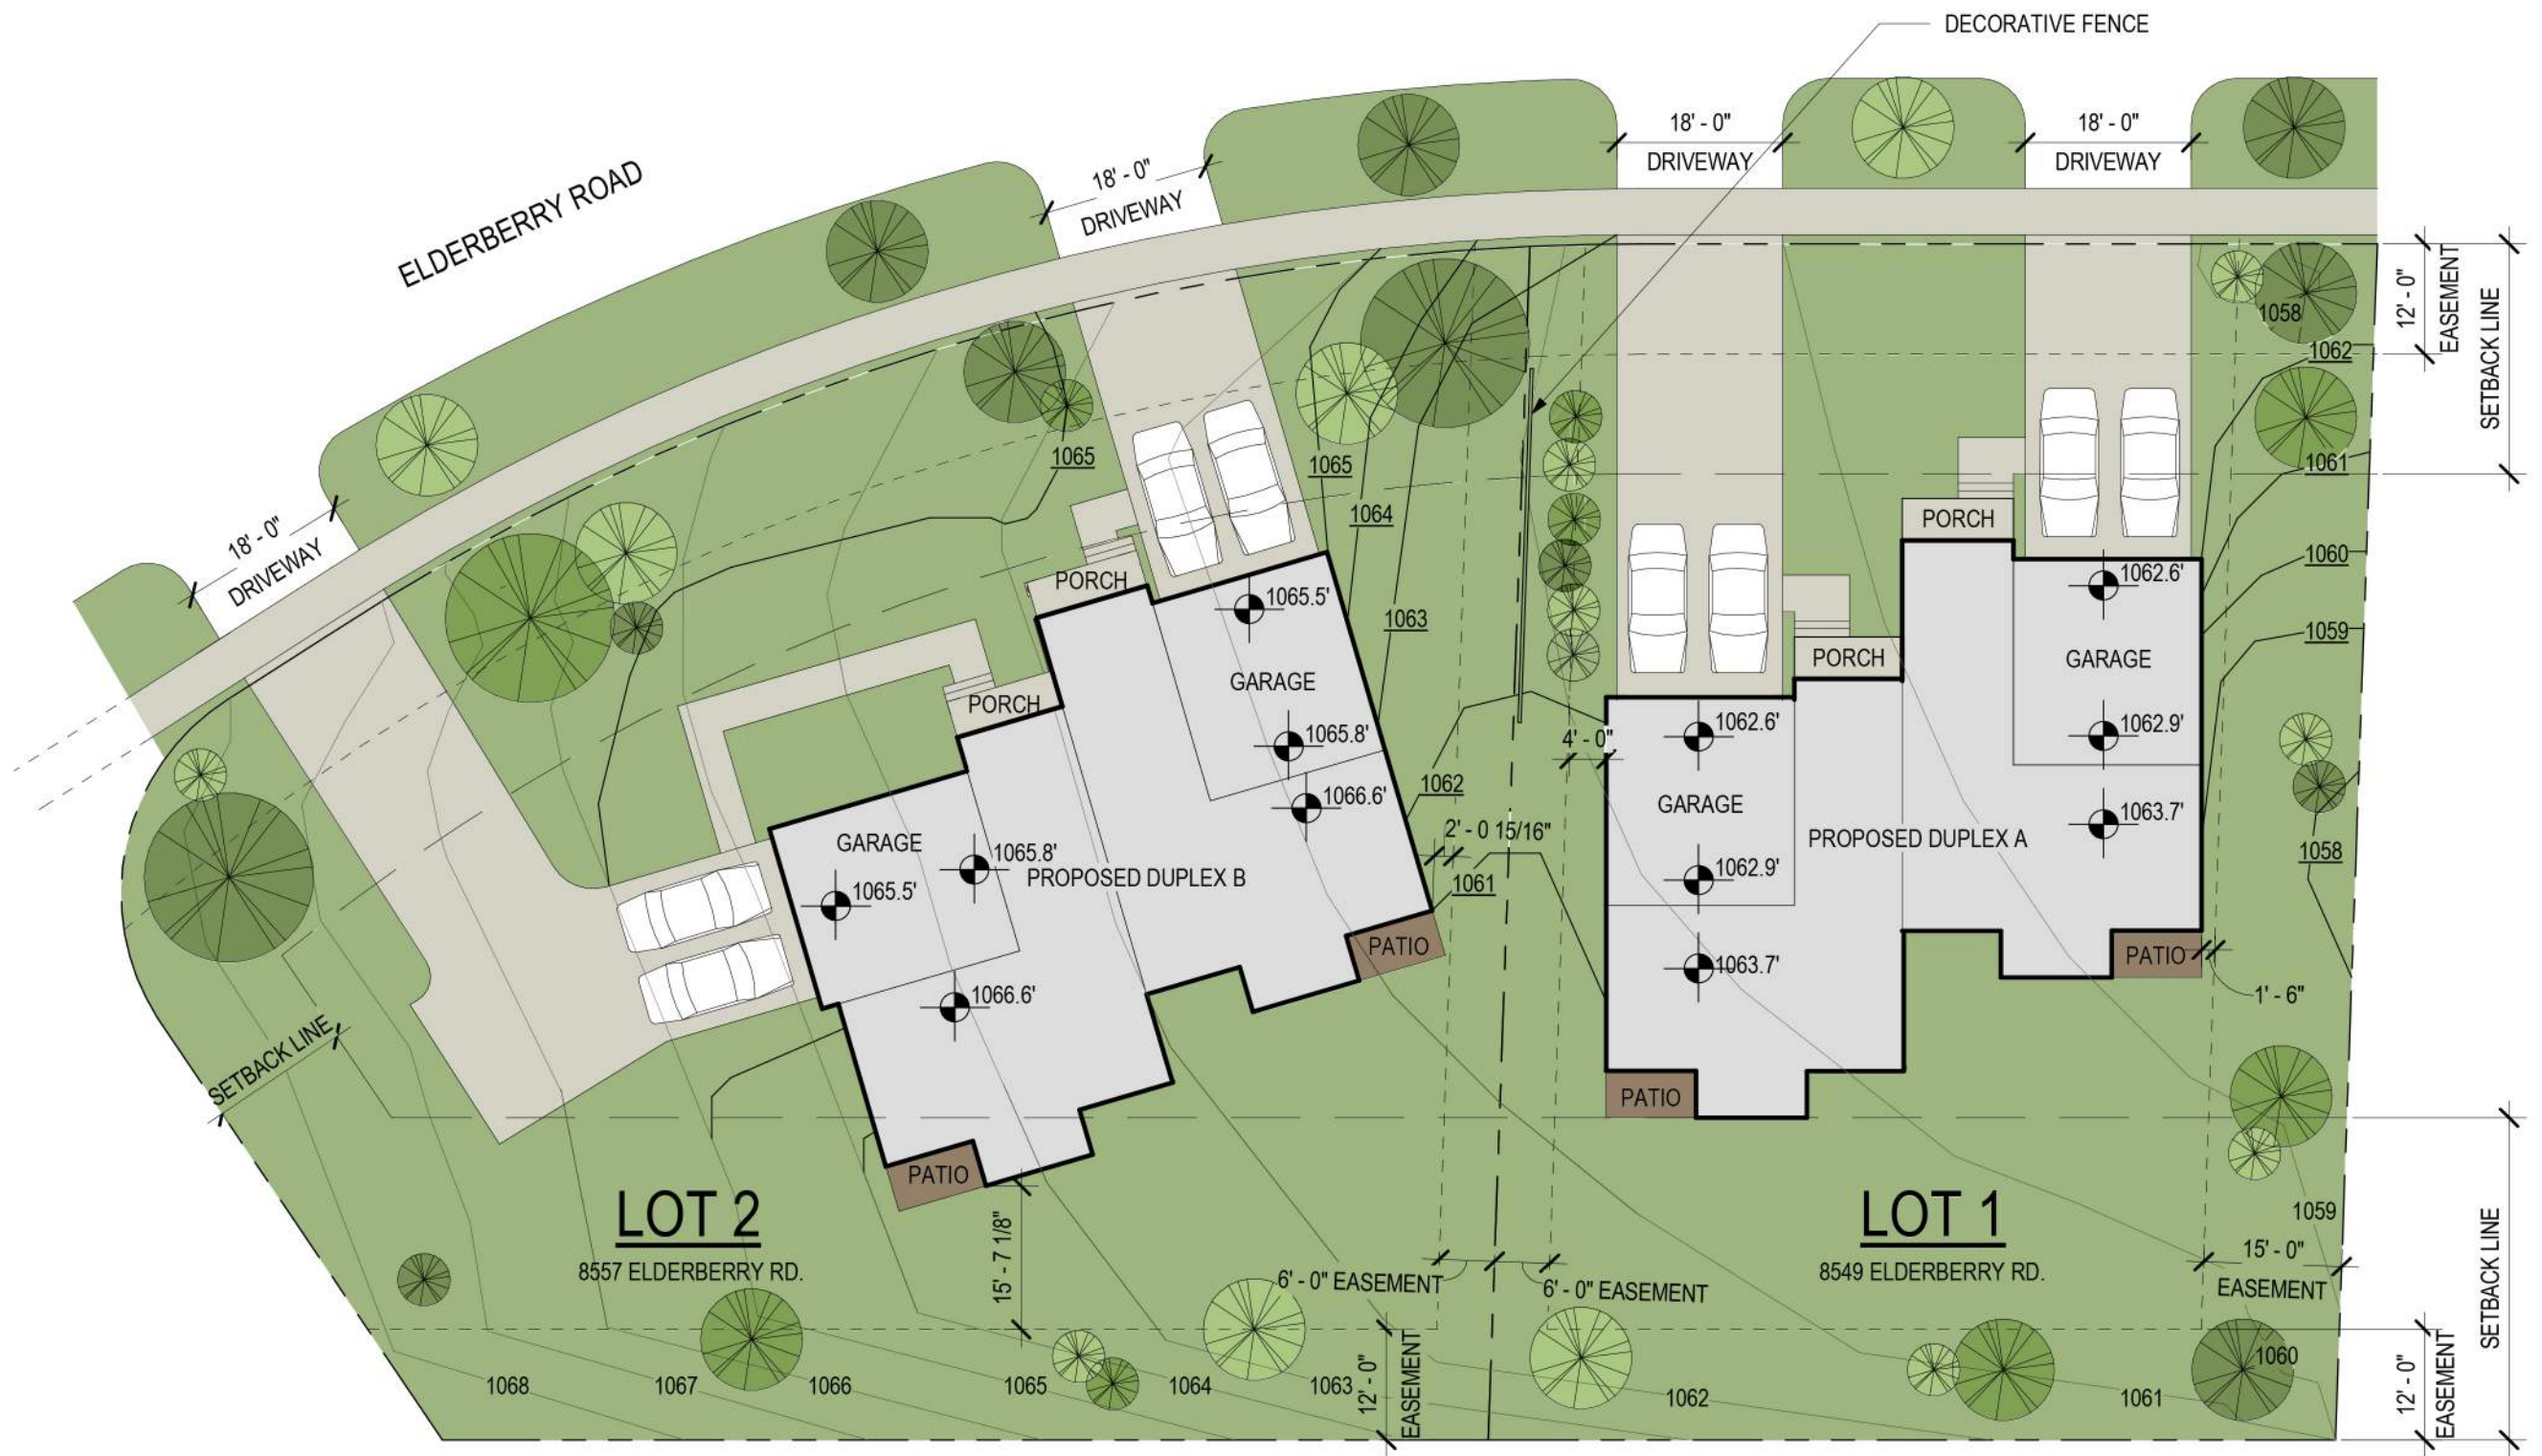 DECORATIVE FENCE
ELDERBERRY ROAD
18' - 0"
DRIVEWAY
18' - 0"
DRIVEWAY
18' - 0"
DRIVEWAY
18' - 0"
DRIVEWAY
12' - 0"
EASEMENT
SETBACK LINE
1058
1062
1061
1060
1059
1058
1065
1065
1064
1063
1062
1061
PORCH
PORCH
GARAGE
1065.5'
1065.8'
1066.6'
GARAGE
1065.8'
1065.5'
1066.6'
PROPOSED DUPLEX B
PATIO
PATIO
2' - 0 15/16"
4' - 0"
PORCH
PORCH
1062.6'
GARAGE
1062.9'
1063.7'
1062.6'
GARAGE
1062.9'
1063.7'
PROPOSED DUPLEX A
PATIO
PATIO
1' - 6"
SETBACK LINE
LOT 2
8557 ELDERBERRY RD.
15' - 7 1/8"
6' - 0" EASEMENT
6' - 0" EASEMENT
LOT 1
8549 ELDERBERRY RD.
1059
15' - 0"
EASEMENT
SETBACK LINE
1068
1067
1066
1065
1064
1063
12' - 0"
EASEMENT
1062
1061
1060
12' - 0"
EASEMENT